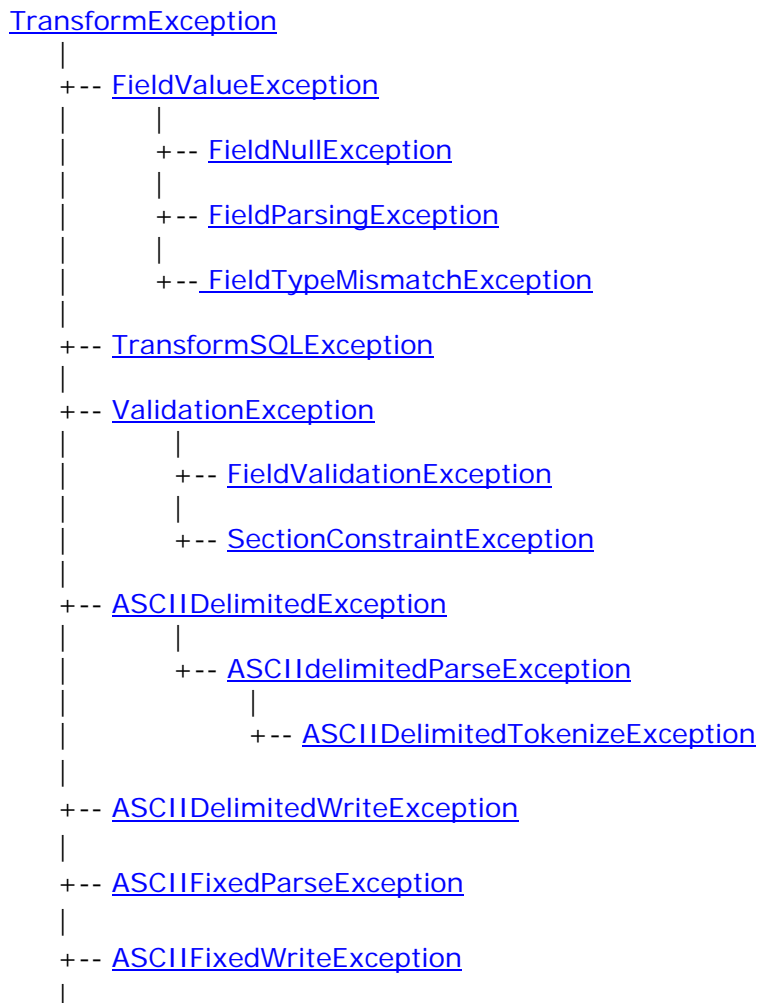 TransformException
|
+-- FieldValueException
| |
| +-- FieldNullException
| |
| +-- FieldParsingException
| |
| +-- FieldTypeMismatchException
|
+-- TransformSQLException
|
+-- ValidationException
| |
| +-- FieldValidationException
| |
| +-- SectionConstraintException
|
+-- ASCIIDelimitedException
| |
| +-- ASCIIdelimitedParseException
| |
| +-- ASCIIDelimitedTokenizeException
|
+-- ASCIIDelimitedWriteException
|
+-- ASCIIFixedParseException
|
+-- ASCIIFixedWriteException
|